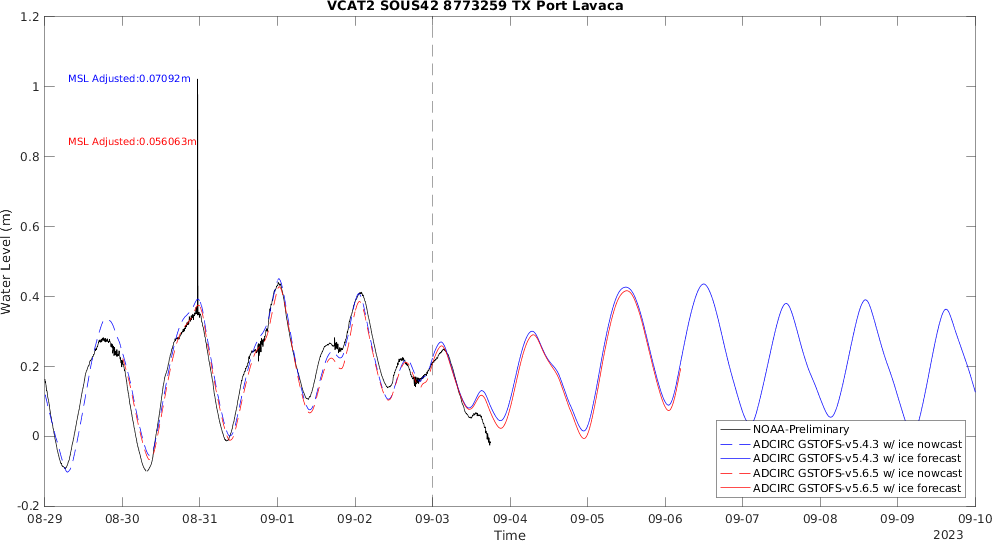 VCAT2 SOUS42 8773259 TX Port Lavaca
1.2
1
0.8
0.6
0.4
0.2
0
-0.2
Water Level (m)
MSL Adjusted:0.07092m
MSL Adjusted:0.056063m
NOAA-Preliminary
ADCIRC GSTOFS-v5.4.3 w/ ice nowcast
ADCIRC GSTOFS-v5.4.3 w/ ice forecast
ADCIRC GSTOFS-v5.6.5 w/ ice nowcast
ADCIRC GSTOFS-v5.6.5 w/ ice forecast
08-29 08-30 08-31 09-01 09-02 09-03 09-04 09-05 09-06 09-07 09-08 09-09 09-10
Time
2023